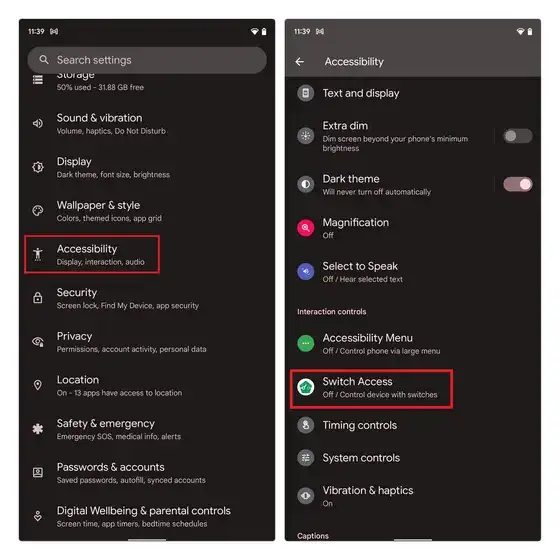 11:39
Search settings
Storage
50% used - 31.88 GB free
Sound & vibration
Volume, haptics, Do Not Disturb
Display
Dark theme, font size, brightness
Wallpaper & style
Colors, themed icons, app grid
Accessibility
Display, interaction, audio
Security
Screen lock, Find My Device, app security
Privacy
Permissions, account activity, personal data
Location
On - 13 apps have access to location
Safety & emergency
Emergency SOS, medical info, alerts
Passwords & accounts
Saved passwords, autofill, synced accounts
Digital Wellbeing & parental controls
Screen time, app timers, bedtime schedules
11:39
Accessibility
Text and display
Extra dim
Dim screen beyond your phone's minimum
brightness
Dark theme
Will never turn off automatically
Magnification
Off
Select to Speak
Off / Hear selected text
Interaction controls
Accessibility Menu
Off / Control phone via large menu
Switch Access
Off / Control device with switches
Timing controls
System controls
Vibration & haptics
On
Captions